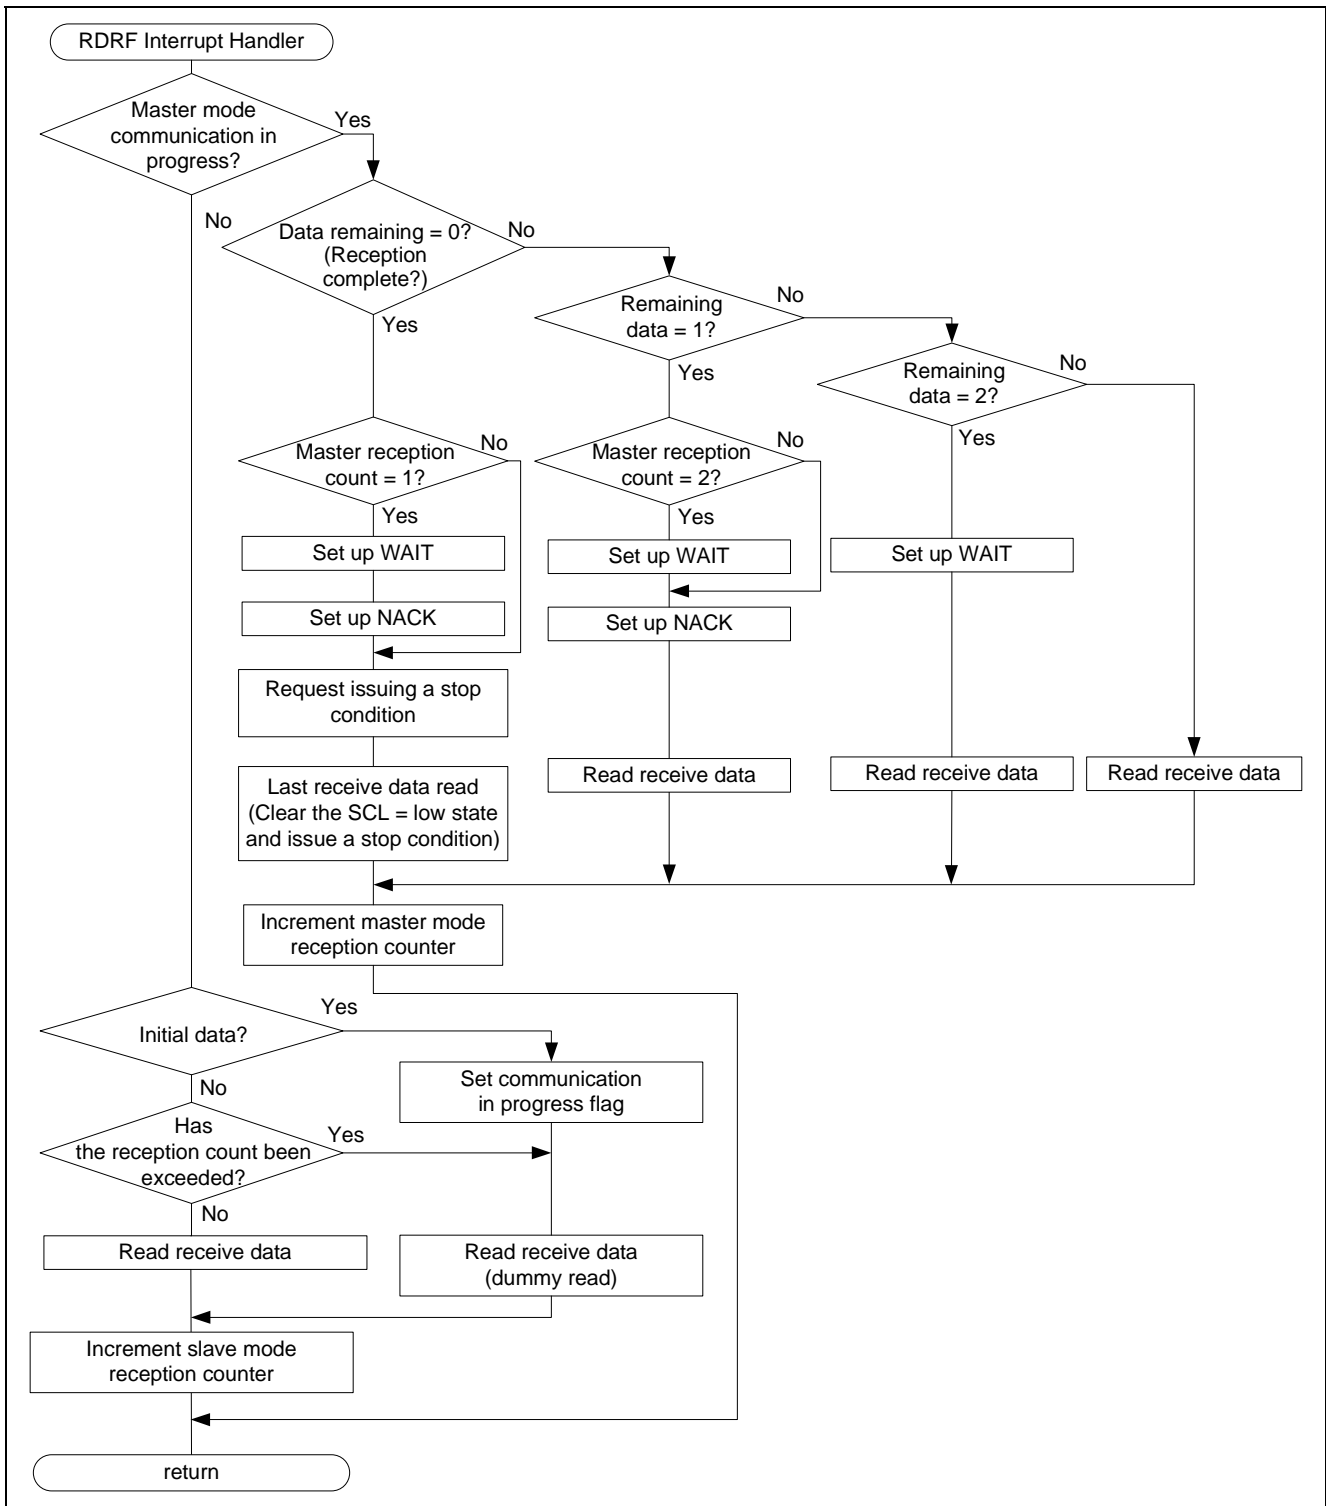 RDRF Interrupt Handler
Master mode
communication in
progress?
Yes
No
Data remaining = 0?
(Reception
complete?)
No
Yes
Remaining
data = 1?
No
Yes
Remaining
data = 2?
No
Yes
Master reception
count = 1?
No
Yes
Master reception
count = 2?
No
Yes
Set up WAIT
Set up WAIT
Set up WAIT
Set up NACK
Set up NACK
Request issuing a stop
condition
Last receive data read
(Clear the SCL = low state
and issue a stop condition)
Read receive data
Read receive data
Read receive data
Increment master mode
reception counter
Initial data?
Yes
No
Set communication
in progress flag
Has
the reception count been
exceeded?
Yes
No
Read receive data
Read receive data
(dummy read)
Increment slave mode
reception counter
return